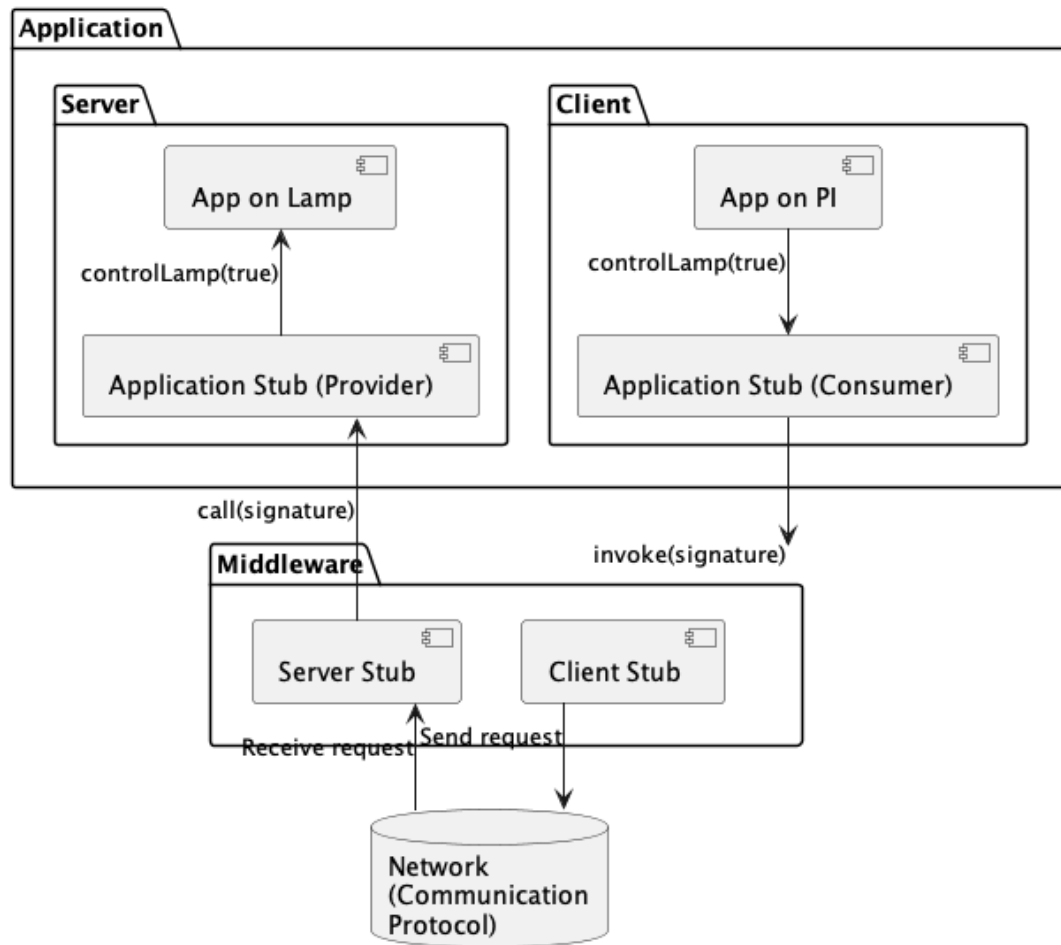 Application
Server
Client
App on Lamp
App on PI
controlLamp(true)
controlLamp(true)
Application Stub (Provider)
Application Stub (Consumer)
call(signature)
invoke(signature)
Middleware
Server Stub
Client Stub
Receive request
Send request
Network
(Communication
Protocol)